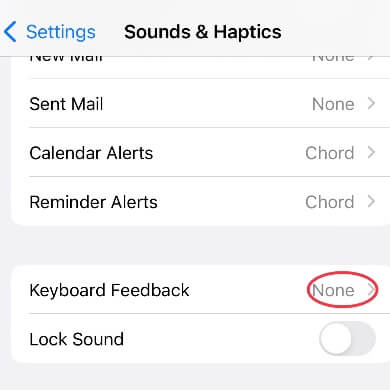 Settings Sounds & Haptics
New Mail None
Sent Mail None
Calendar Alerts Chord
Reminder Alerts Chord
Keyboard Feedback None
Lock Sound